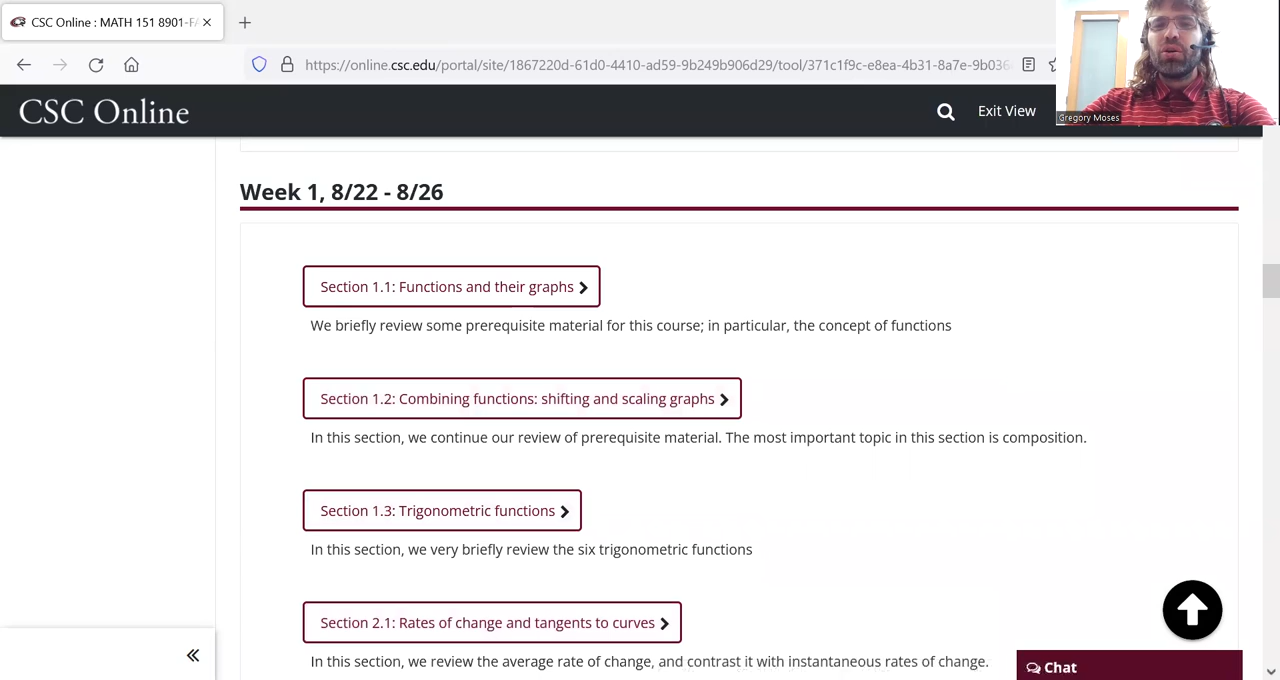 CSC Online : MATH 151 8901-F
https://online.csc.edu/portal/site/1867220d-61d0-4410-ad59-9b249b906d29/tool/371c1f9c-e8ea-4b31-8a7e-9b036
CSC Online
Exit View
Gregory Moses
Week 1, 8/22 - 8/26
Section 1.1: Functions and their graphs
We briefly review some prerequisite material for this course; in particular, the concept of functions
Section 1.2: Combining functions: shifting and scaling graphs
In this section, we continue our review of prerequisite material. The most important topic in this section is composition.
Section 1.3: Trigonometric functions
In this section, we very briefly review the six trigonometric functions
Section 2.1: Rates of change and tangents to curves
In this section, we review the average rate of change, and contrast it with instantaneous rates of change.
Chat